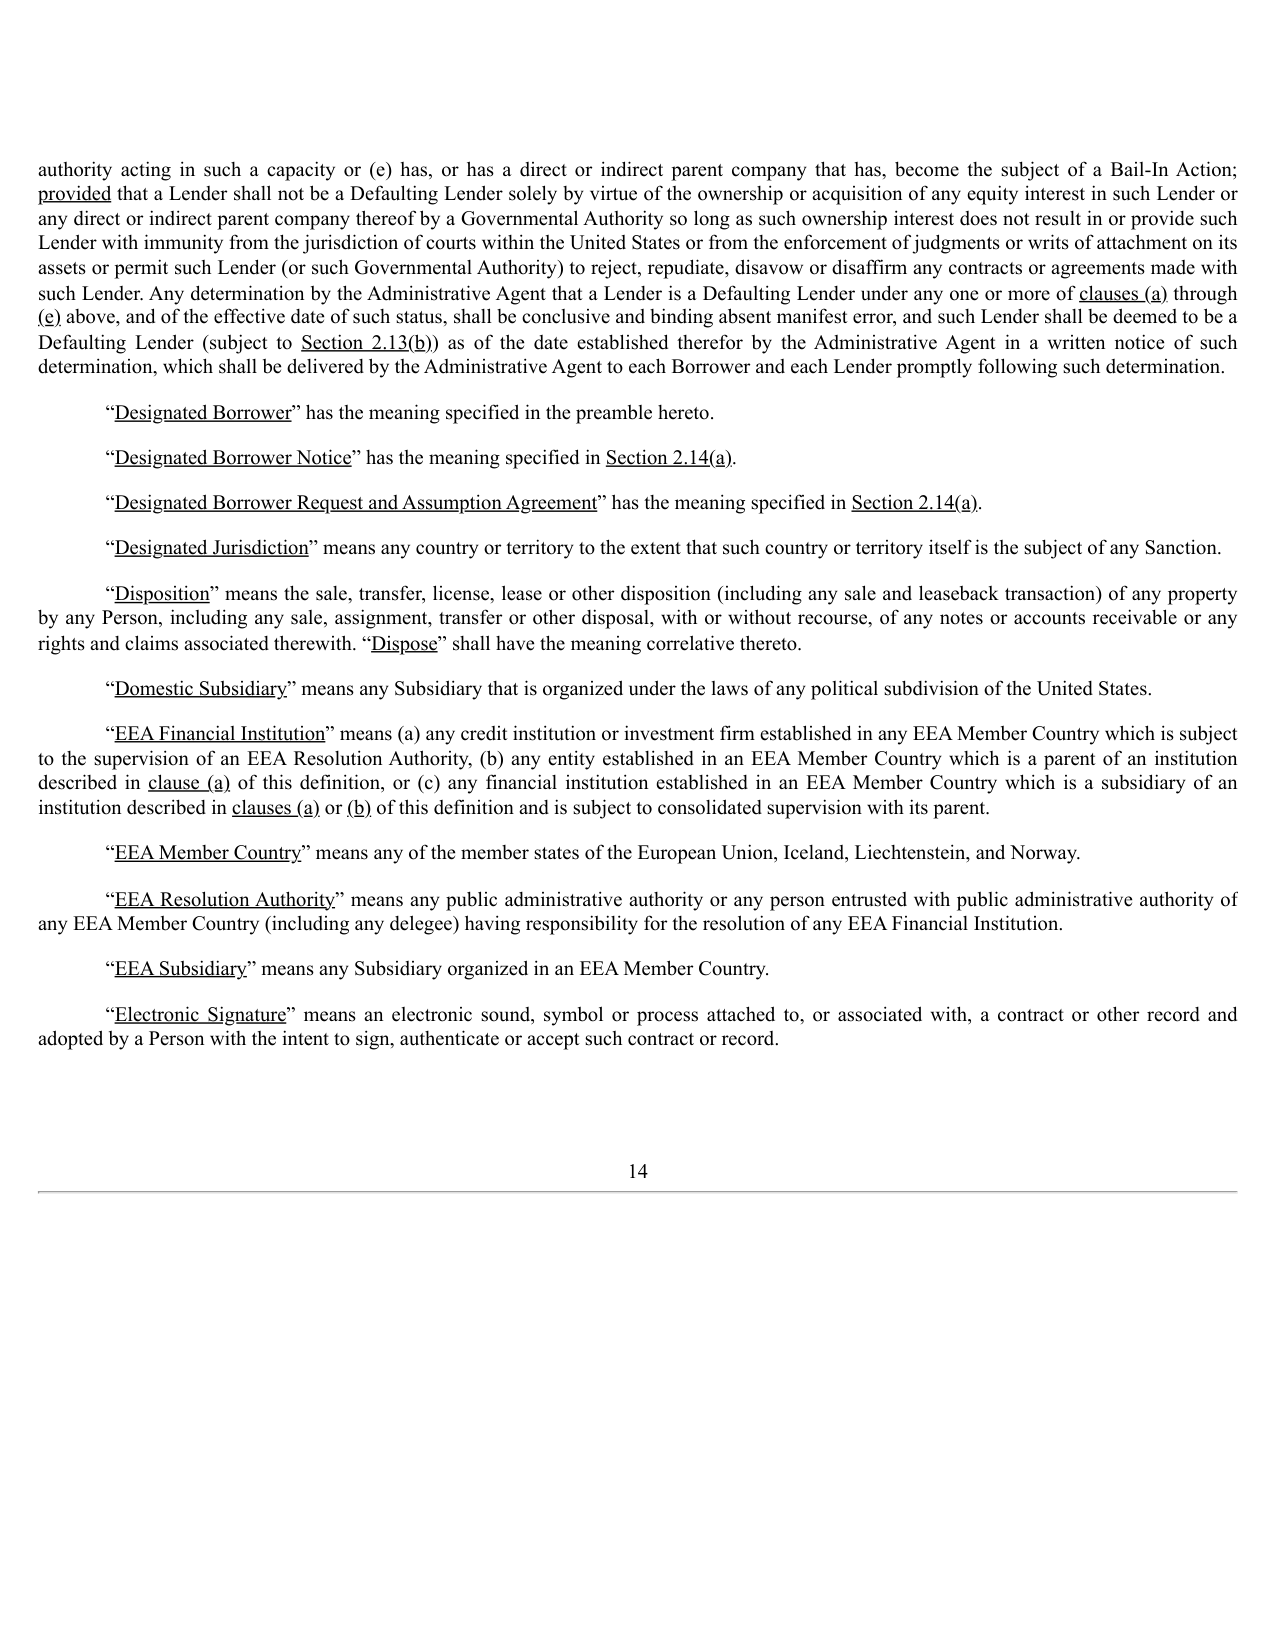 authority acting in such a capacity or (e) has, or has a direct or indirect parent company that has, become the subject of a Bail-In Action;
provided that a Lender shall not be a Defaulting Lender solely by virtue of the ownership or acquisition of any equity interest in such Lender or
any direct or indirect parent company thereof by a Governmental Authority so long as such ownership interest does not result in or provide such
Lender with immunity from the jurisdiction of courts within the United States or from the enforcement of judgments or writs of attachment on its
assets or permit such Lender (or such Governmental Authority) to reject, repudiate, disavow or disaffirm any contracts or agreements made with
such Lender. Any determination by the Administrative Agent that a Lender is a Defaulting Lender under any one or more of clauses (a) through
(e) above, and of the effective date of such status, shall be conclusive and binding absent manifest error, and such Lender shall be deemed to be a
Defaulting Lender (subject to Section 2.13(b)) as of the date established therefor by the Administrative Agent in a written notice of such
determination, which shall be delivered by the Administrative Agent to each Borrower and each Lender promptly following such determination.
“Designated Borrower” has the meaning specified in the preamble hereto.
“Designated Borrower Notice” has the meaning specified in Section 2.14(a).
“Designated Borrower Request and Assumption Agreement” has the meaning specified in Section 2.14(a).
“Designated Jurisdiction” means any country or territory to the extent that such country or territory itself is the subject of any Sanction.
“Disposition” means the sale, transfer, license, lease or other disposition (including any sale and leaseback transaction) of any property
by any Person, including any sale, assignment, transfer or other disposal, with or without recourse, of any notes or accounts receivable or any
rights and claims associated therewith. “Dispose” shall have the meaning correlative thereto.
“Domestic Subsidiary” means any Subsidiary that is organized under the laws of any political subdivision of the United States.
“EEA Financial Institution” means (a) any credit institution or investment firm established in any EEA Member Country which is subject
to the supervision of an EEA Resolution Authority, (b) any entity established in an EEA Member Country which is a parent of an institution
described in clause (a) of this definition, or (c) any financial institution established in an EEA Member Country which is a subsidiary of an
institution described in clauses (a) or (b) of this definition and is subject to consolidated supervision with its parent.
“EEA Member Country” means any of the member states of the European Union, Iceland, Liechtenstein, and Norway.
“EEA Resolution Authority” means any public administrative authority or any person entrusted with public administrative authority of
any EEA Member Country (including any delegee) having responsibility for the resolution of any EEA Financial Institution.
“EEA Subsidiary” means any Subsidiary organized in an EEA Member Country.
“Electronic Signature” means an electronic sound, symbol or process attached to, or associated with, a contract or other record and
adopted by a Person with the intent to sign, authenticate or accept such contract or record.
14